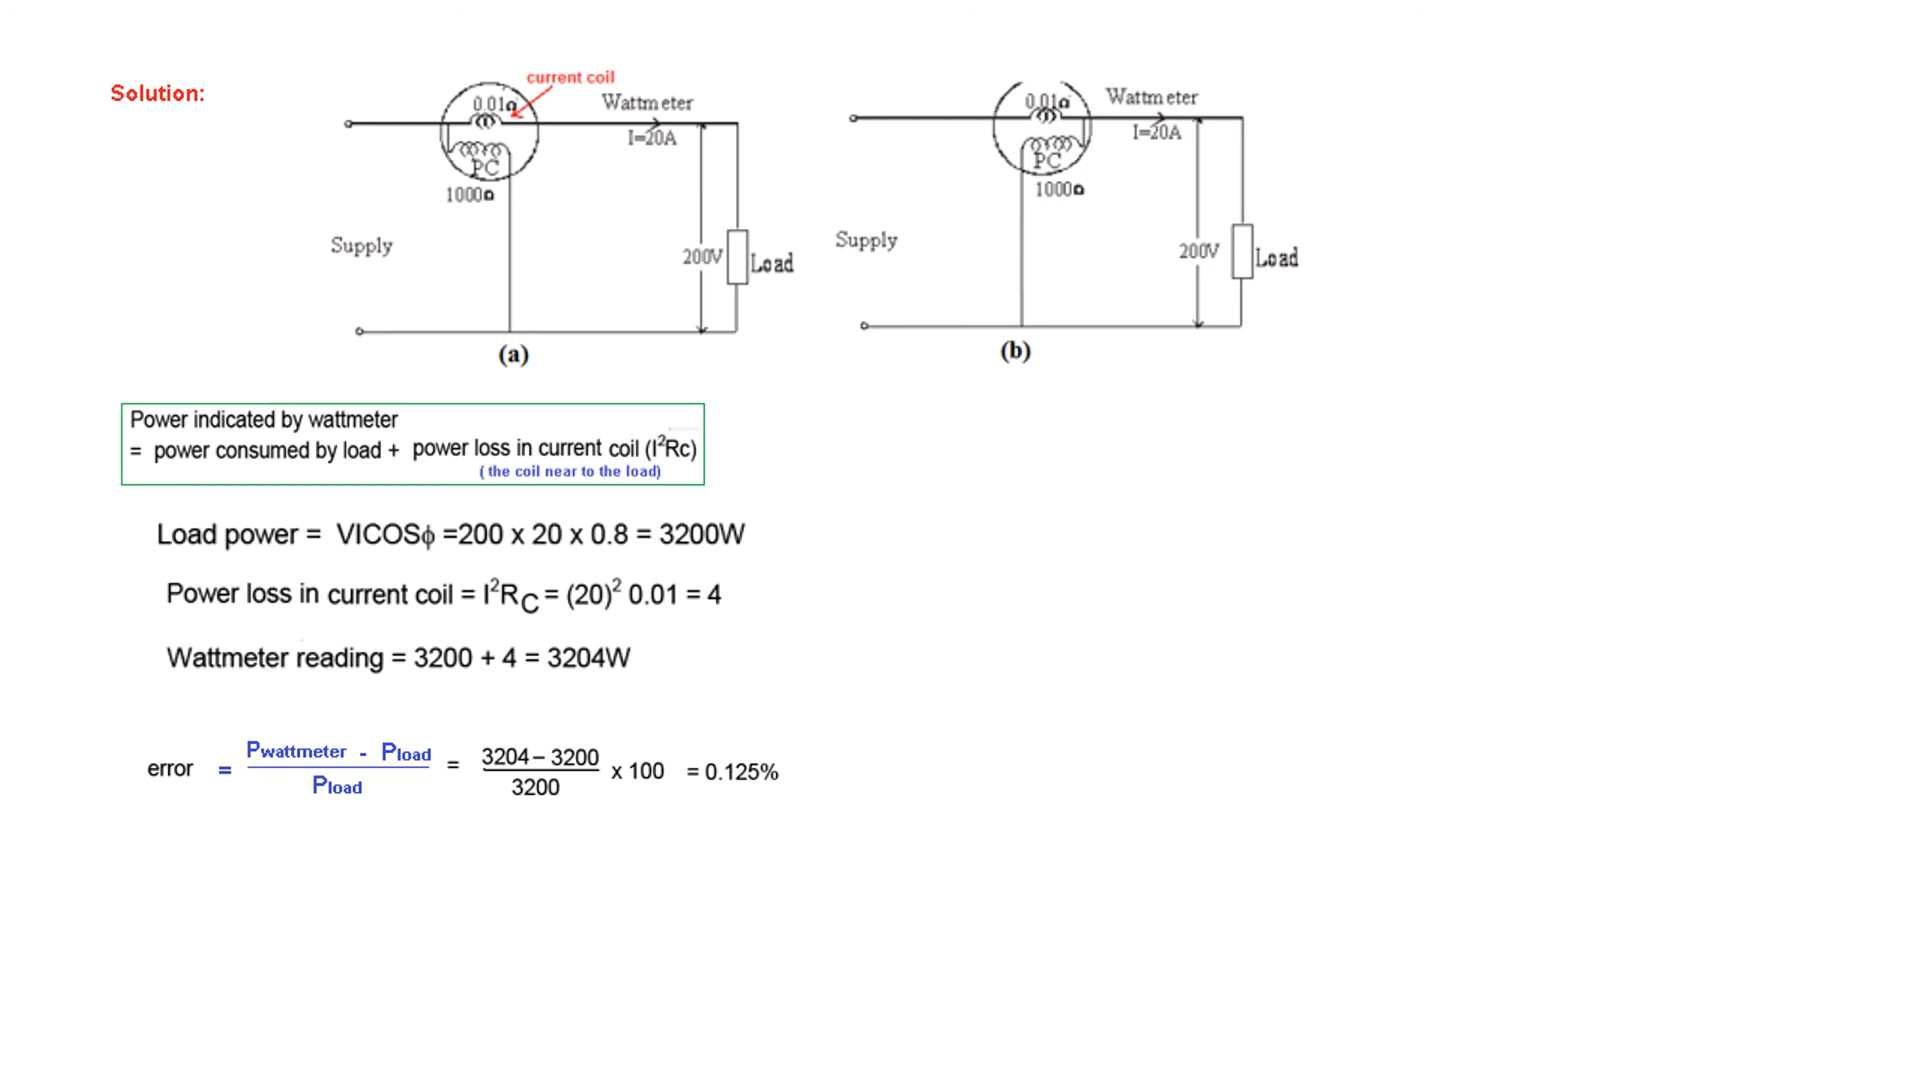 Solution:
current coil
0.01Ω
Wattmeter
I=20A
PC
1000Ω
Supply
200V
Load
(a)
0.01Ω
Wattmeter
I=20A
PC
1000Ω
Supply
200V
Load
(b)
Power indicated by wattmeter
= power consumed by load + power loss in current coil (I²Rc)
( the coil near to the load)
Load power = VICOSϕ =200 x 20 x 0.8 = 3200W
Power loss in current coil = I²RC = (20)² 0.01 = 4
Wattmeter reading = 3200 + 4 = 3204W
error = Pwattmeter - Pload / Pload = 3204 – 3200 / 3200 x 100 = 0.125%